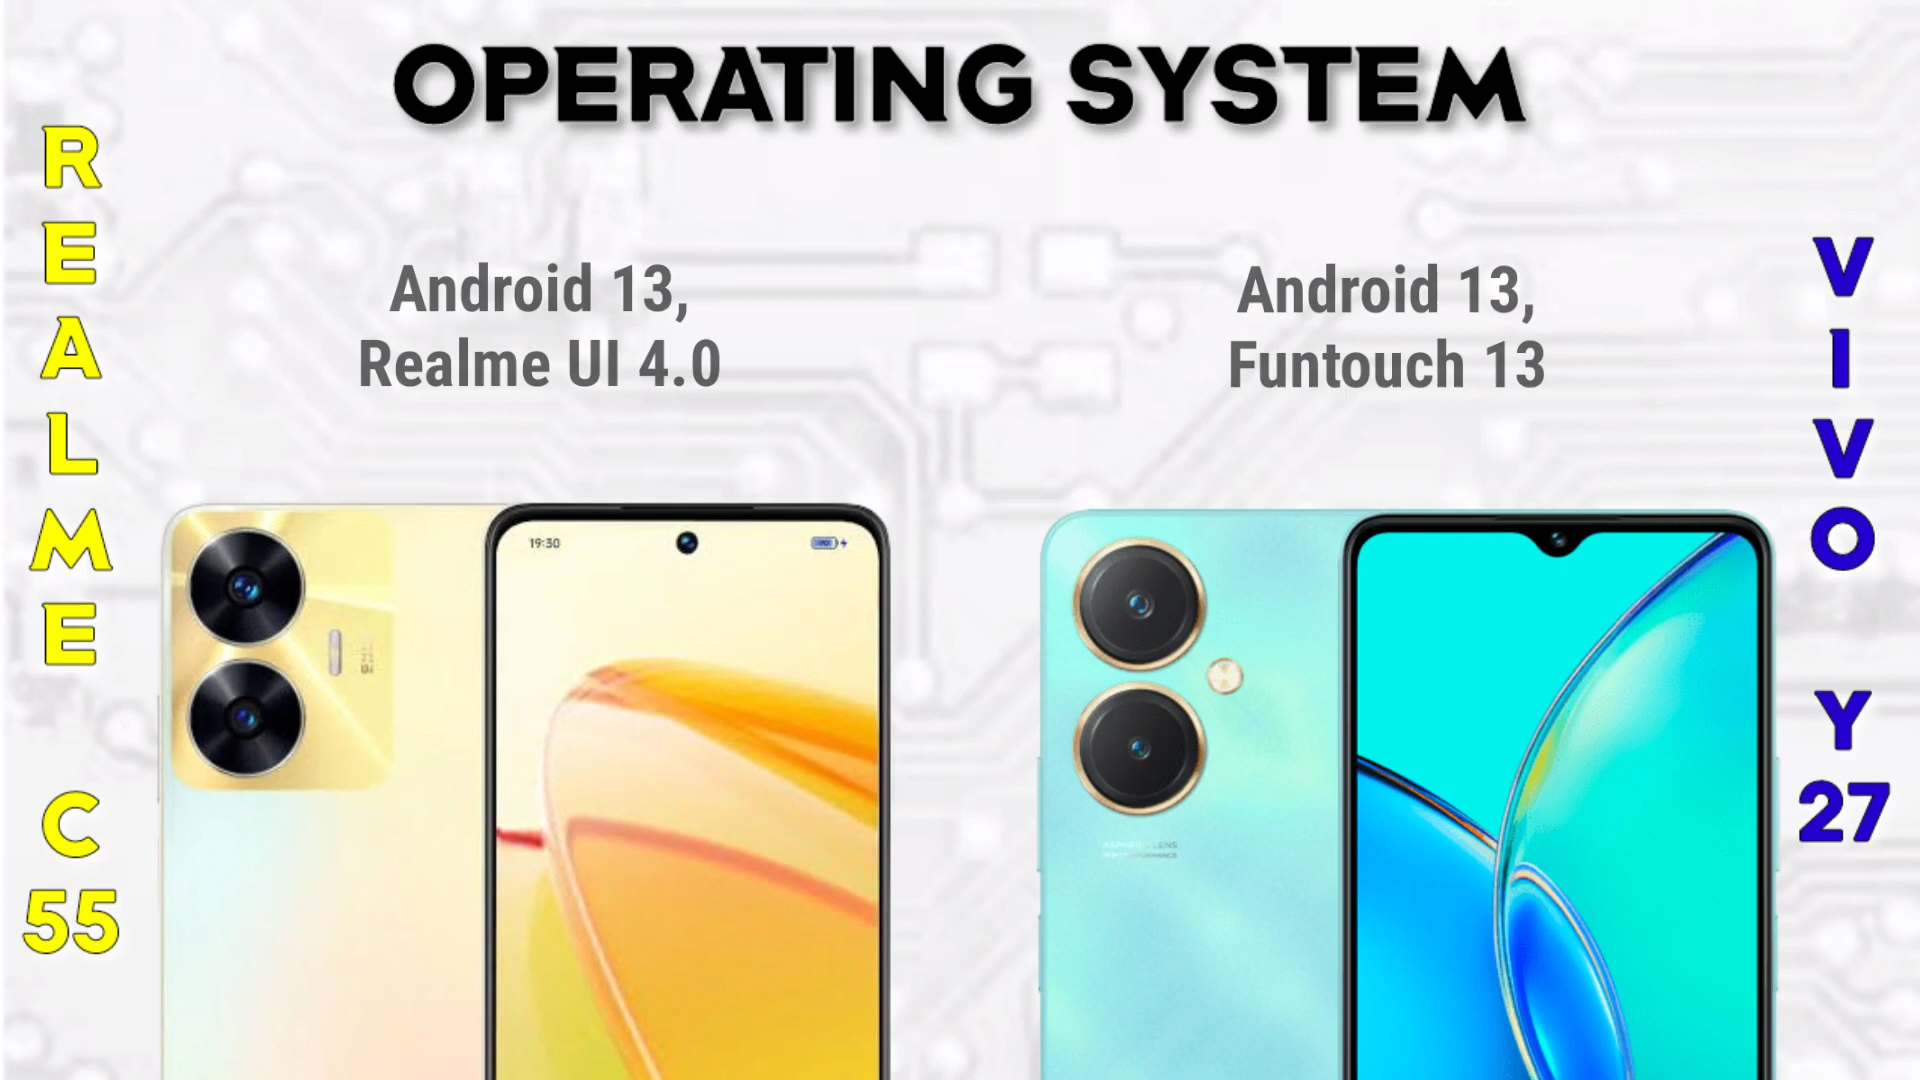 OPERATING SYSTEM
REALME
C
55
Android 13,
Realme UI 4.0
Android 13,
Funtouch 13
VIVO
Y
27
19:30